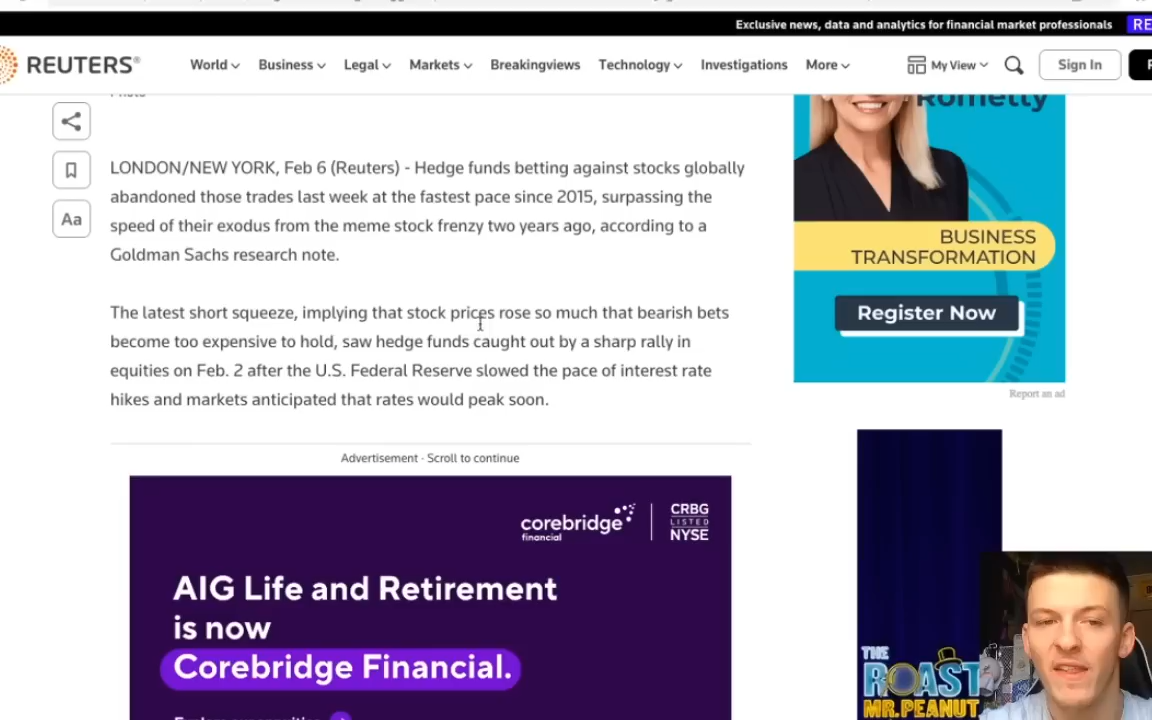 Exclusive news, data and analytics for financial market professionals
RE
REUTERS®
World
Business
Legal
Markets
Breakingviews
Technology
Investigations
More
My View
Sign In
Aa
LONDON/NEW YORK, Feb 6 (Reuters) - Hedge funds betting against stocks globally
abandoned those trades last week at the fastest pace since 2015, surpassing the
speed of their exodus from the meme stock frenzy two years ago, according to a
Goldman Sachs research note.
The latest short squeeze, implying that stock prices rose so much that bearish bets
become too expensive to hold, saw hedge funds caught out by a sharp rally in
equities on Feb. 2 after the U.S. Federal Reserve slowed the pace of interest rate
hikes and markets anticipated that rates would peak soon.
Advertisement · Scroll to continue
corebridge
financial
CRBG
LISTED
NYSE
AIG Life and Retirement
is now
Corebridge Financial.
Rometty
BUSINESS
TRANSFORMATION
Register Now
Report an ad
THE
ROAST
MR.PEANUT